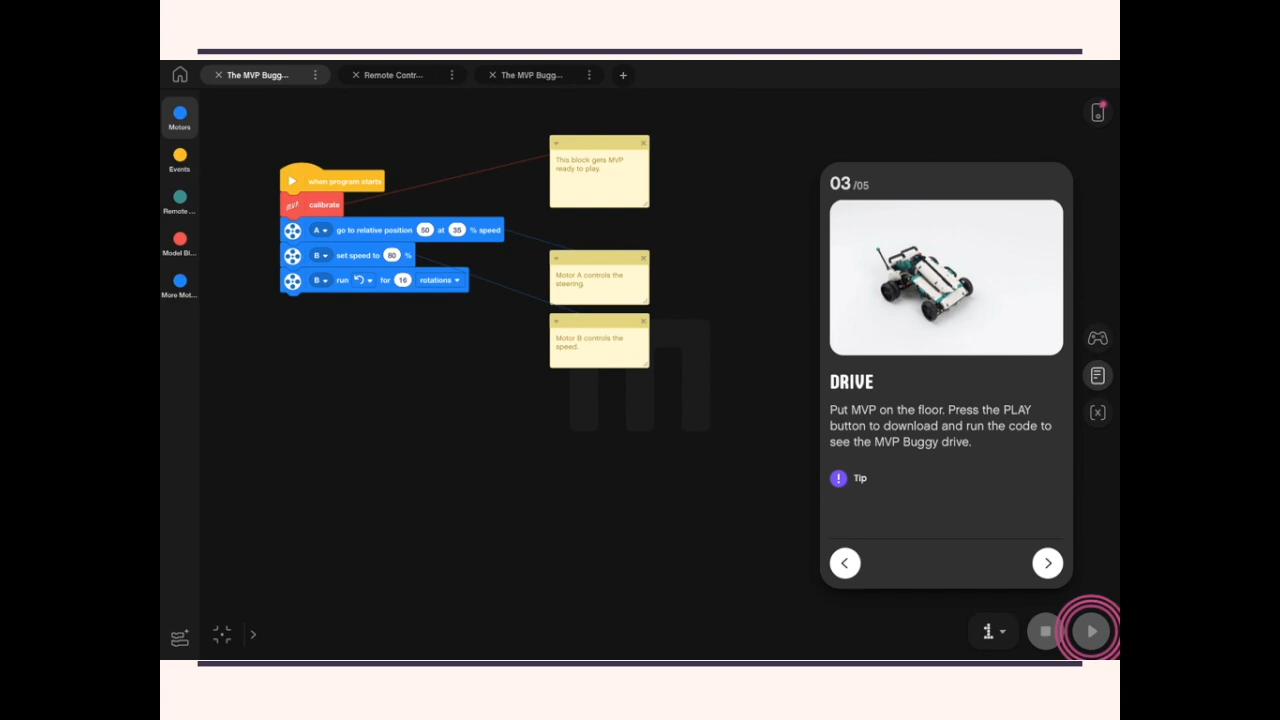 The MVP Bugg...
Remote Contr...
The MVP Bugg...
Motors
Events
Remote ...
Model Bl...
More Mot...
when program starts
calibrate
A go to relative position 50 at 35 % speed
B set speed to 80 %
B run for 16 rotations
This block gets MVP
ready to play.
Motor A controls the
steering.
Motor B controls the
speed.
03 /05
DRIVE
Put MVP on the floor. Press the PLAY
button to download and run the code to
see the MVP Buggy drive.
! Tip
1